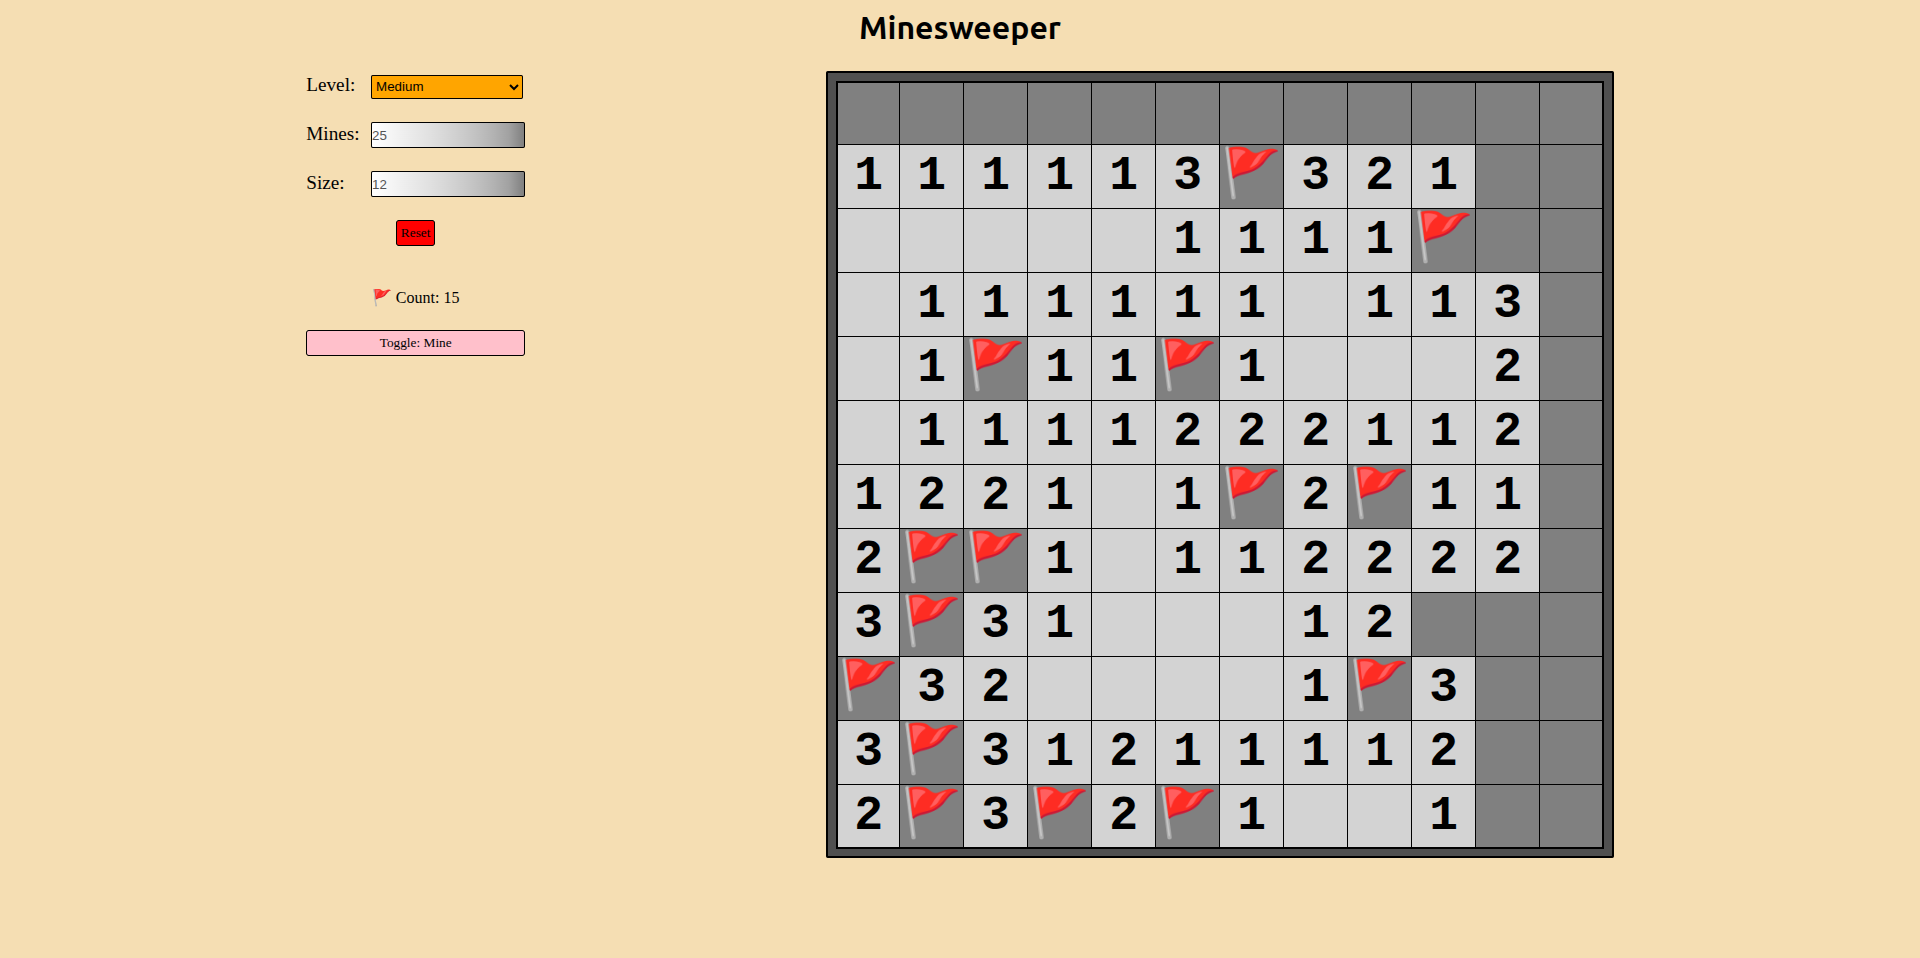 Minesweeper
Level: Medium
Mines: 25
Size: 12
Reset
🚩 Count: 15
Toggle: Mine
1 1 1 1 1 3 🚩 3 2 1
1 1 1 1 🚩
1 1 1 1 1 1 1 1 3
1 🚩 1 1 🚩 1 2
1 1 1 1 2 2 2 1 1 2
1 2 2 1 1 🚩 2 🚩 1 1
2 🚩 🚩 1 1 1 2 2 2 2
3 🚩 3 1 1 2
🚩 3 2 1 🚩 3
3 🚩 3 1 2 1 1 1 1 2
2 🚩 3 🚩 2 🚩 1 1